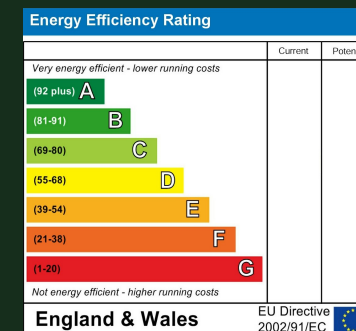 Energy Efficiency Rating
Current
Very energy efficient - lower running costs
(92 plus) A
(81-91) B
(69-80) C
(55-68) D
(39-54) E
(21-38) F
(1-20) G
Not energy efficient - higher running costs
England & Wales
EU Directive
2002/91/EC